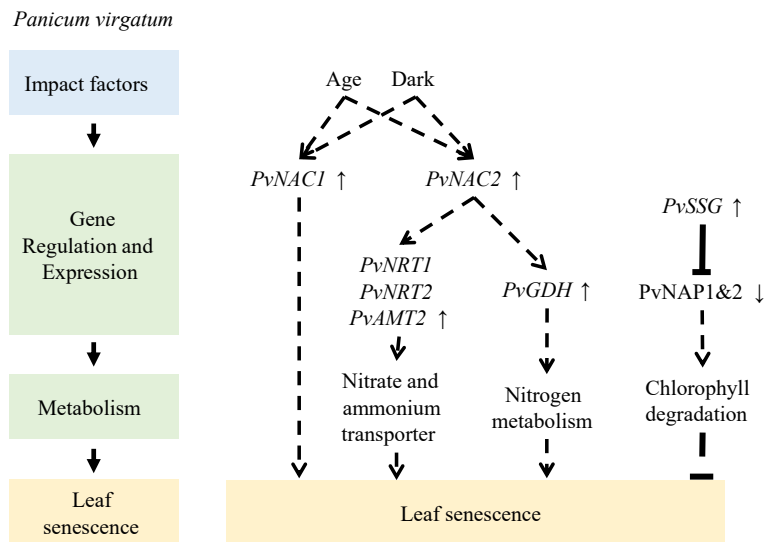 Panicum virgatum
Impact factors
Gene
Regulation and
Expression
Metabolism
Leaf
senescence
Age
Dark
PvNAC1 ↑
PvNAC2 ↑
PvNRT1
PvNRT2
PvAMT2 ↑
Nitrate and
ammonium
transporter
PvGDH ↑
Nitrogen
metabolism
PvSSG ↑
PvNAP1&2 ↓
Chlorophyll
degradation
Leaf senescence